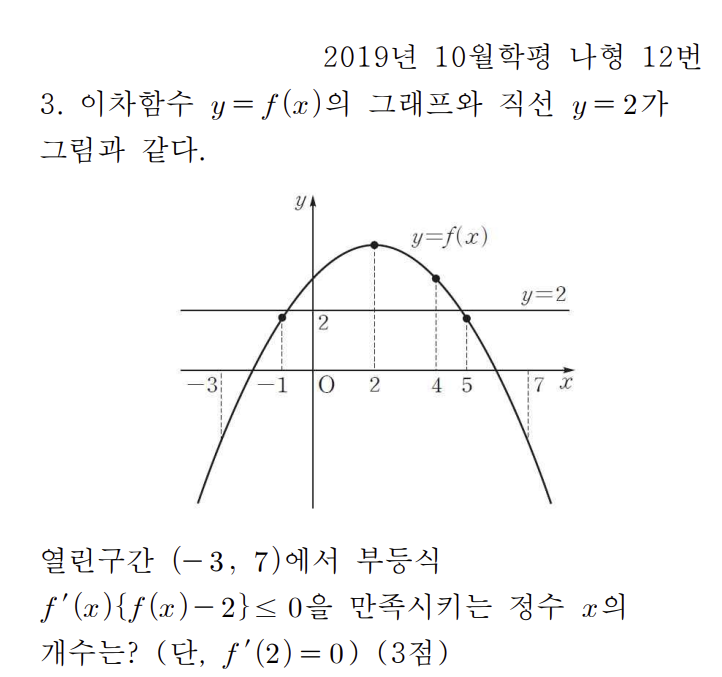 2019년 10월학평 나형 12번
3. 이차함수 y=f(x)의 그래프와 직선 y=2가
그림과 같다.
y
y=f(x)
y=2
2
-3 -1 O 2 4 5 7 x
열린구간 (-3, 7)에서 부등식
f'(x){f(x)-2}≤0을 만족시키는 정수 x의
개수는? (단, f'(2)=0) (3점)